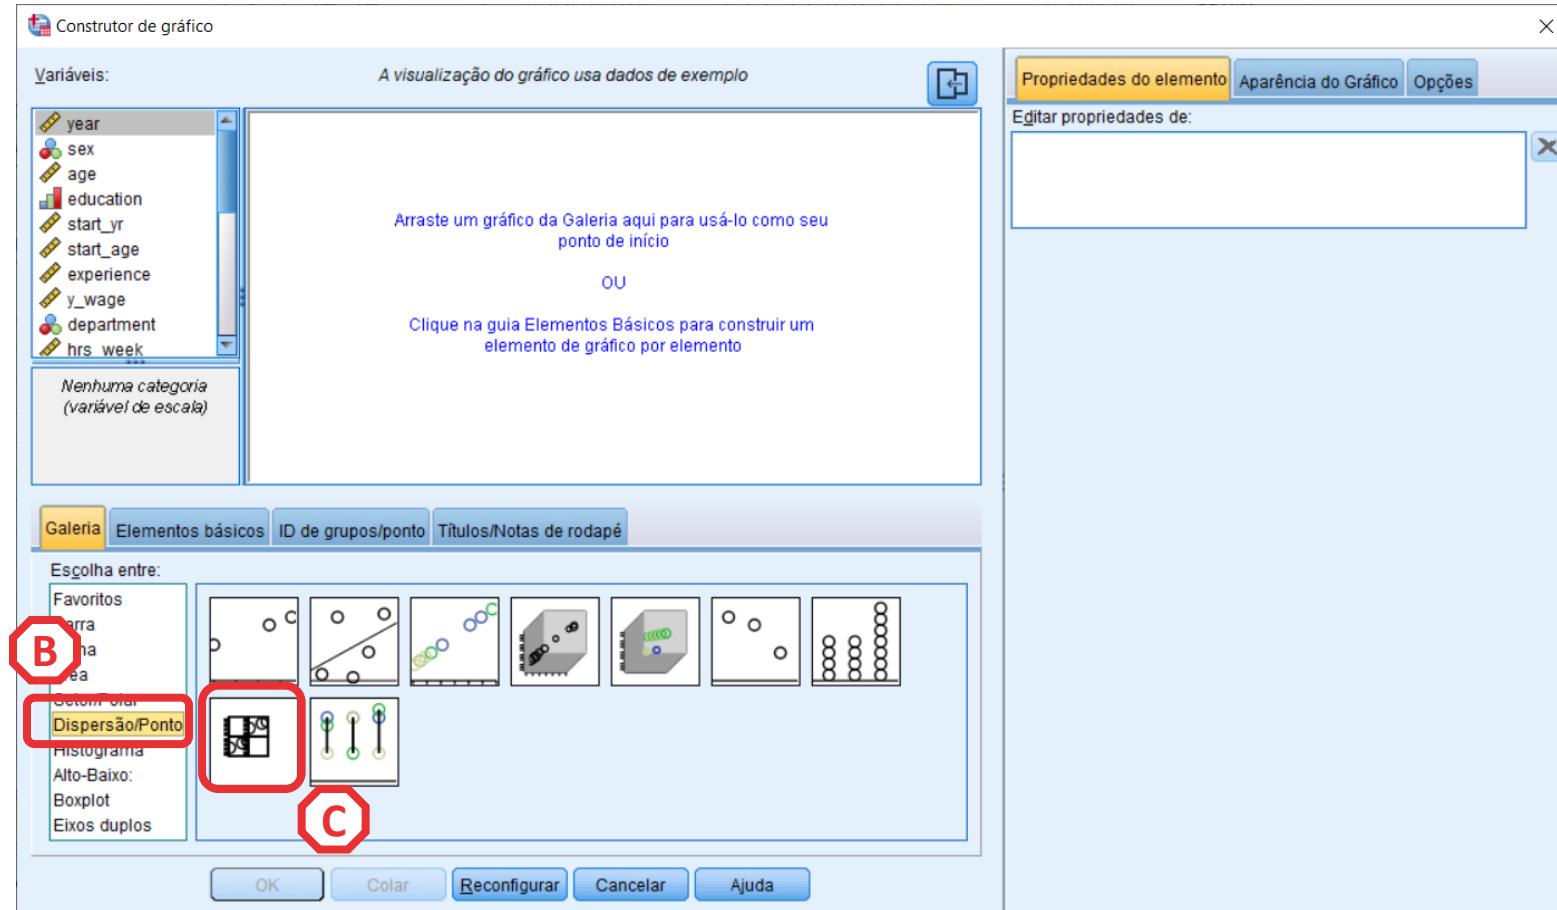 Construtor de gráfico
Variáveis:
A visualização do gráfico usa dados de exemplo
year
sex
age
education
start_yr
start_age
experience
y_wage
department
hrs_week
Nenhuma categoria
(variável de escala)
Arraste um gráfico da Galeria aqui para usá-lo como seu
ponto de início
OU
Clique na guia Elementos Básicos para construir um
elemento de gráfico por elemento
Propriedades do elemento
Aparência do Gráfico
Opções
Editar propriedades de:
Galeria
Elementos básicos
ID de grupos/ponto
Títulos/Notas de rodapé
Escolha entre:
Favoritos
B
Dispersão/Ponto
Histograma
Alto-Baixo:
Boxplot
Eixos duplos
C
OK
Colar
Reconfigurar
Cancelar
Ajuda